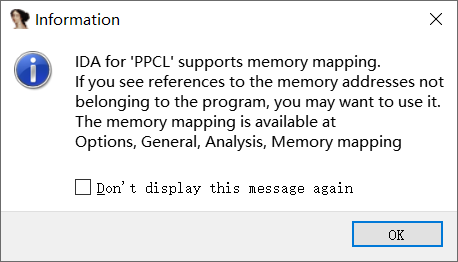 Information
IDA for 'PPCL' supports memory mapping.
If you see references to the memory addresses not
belonging to the program, you may want to use it.
The memory mapping is available at
Options, General, Analysis, Memory mapping
Don't display this message again
OK